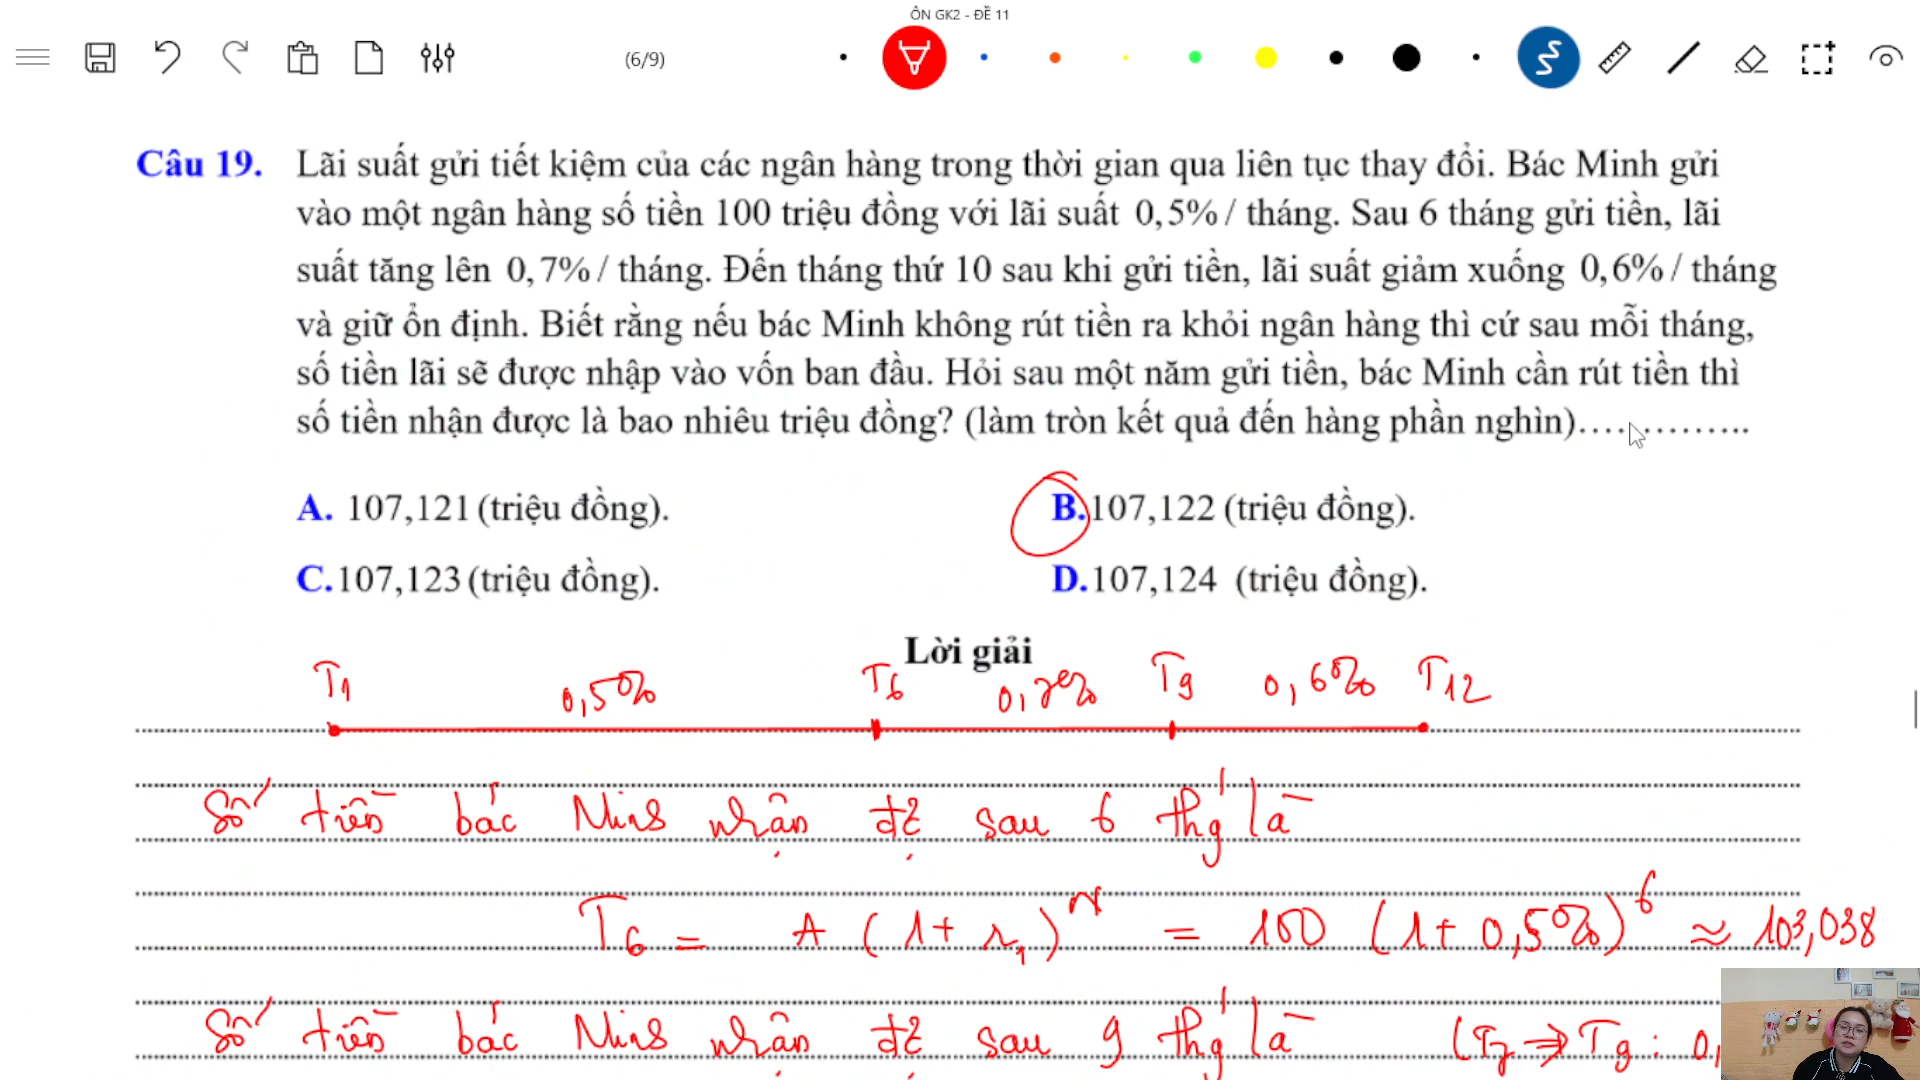 ÔN GK2 - ĐỀ 11
(6/9)
Câu 19. Lãi suất gửi tiết kiệm của các ngân hàng trong thời gian qua liên tục thay đổi. Bác Minh gửi
vào một ngân hàng số tiền 100 triệu đồng với lãi suất 0,5% / tháng. Sau 6 tháng gửi tiền, lãi
suất tăng lên 0,7% / tháng. Đến tháng thứ 10 sau khi gửi tiền, lãi suất giảm xuống 0,6% / tháng
và giữ ổn định. Biết rằng nếu bác Minh không rút tiền ra khỏi ngân hàng thì cứ sau mỗi tháng,
số tiền lãi sẽ được nhập vào vốn ban đầu. Hỏi sau một năm gửi tiền, bác Minh cần rút tiền thì
số tiền nhận được là bao nhiêu triệu đồng? (làm tròn kết quả đến hàng phần nghìn)..............
A. 107,121 (triệu đồng). B. 107,122 (triệu đồng).
C. 107,123 (triệu đồng). D. 107,124 (triệu đồng).
Lời giải
T1 0,5% T6 0,7% T9 0,6% T12
Số tiền bác Minh nhận đc sau 6 thg là
T6 = A (1 + r1)^n = 100 (1 + 0,5%)^6 ≈ 103,038
Số tiền bác Minh nhận đc sau 9 thg là (T7 → T9 : 0,